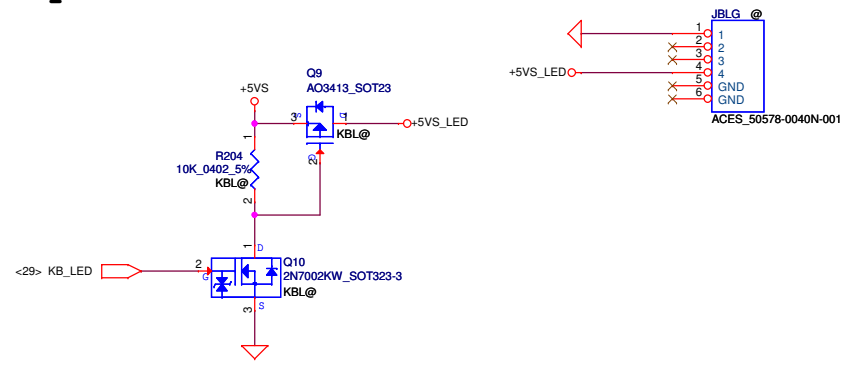 JBLG @
1 1
2 2
3 3
+5VS_LED 4 4
5 GND
6 GND
ACES_50578-0040N-001
Q9
AO3413_SOT23
+5VS
3 S D 1 +5VS_LED
KBL@
G
2
1
R204
10K_0402_5%
KBL@
2
1 D
Q10
2N7002KW_SOT323-3
KBL@
<29> KB_LED 2 G
3 S